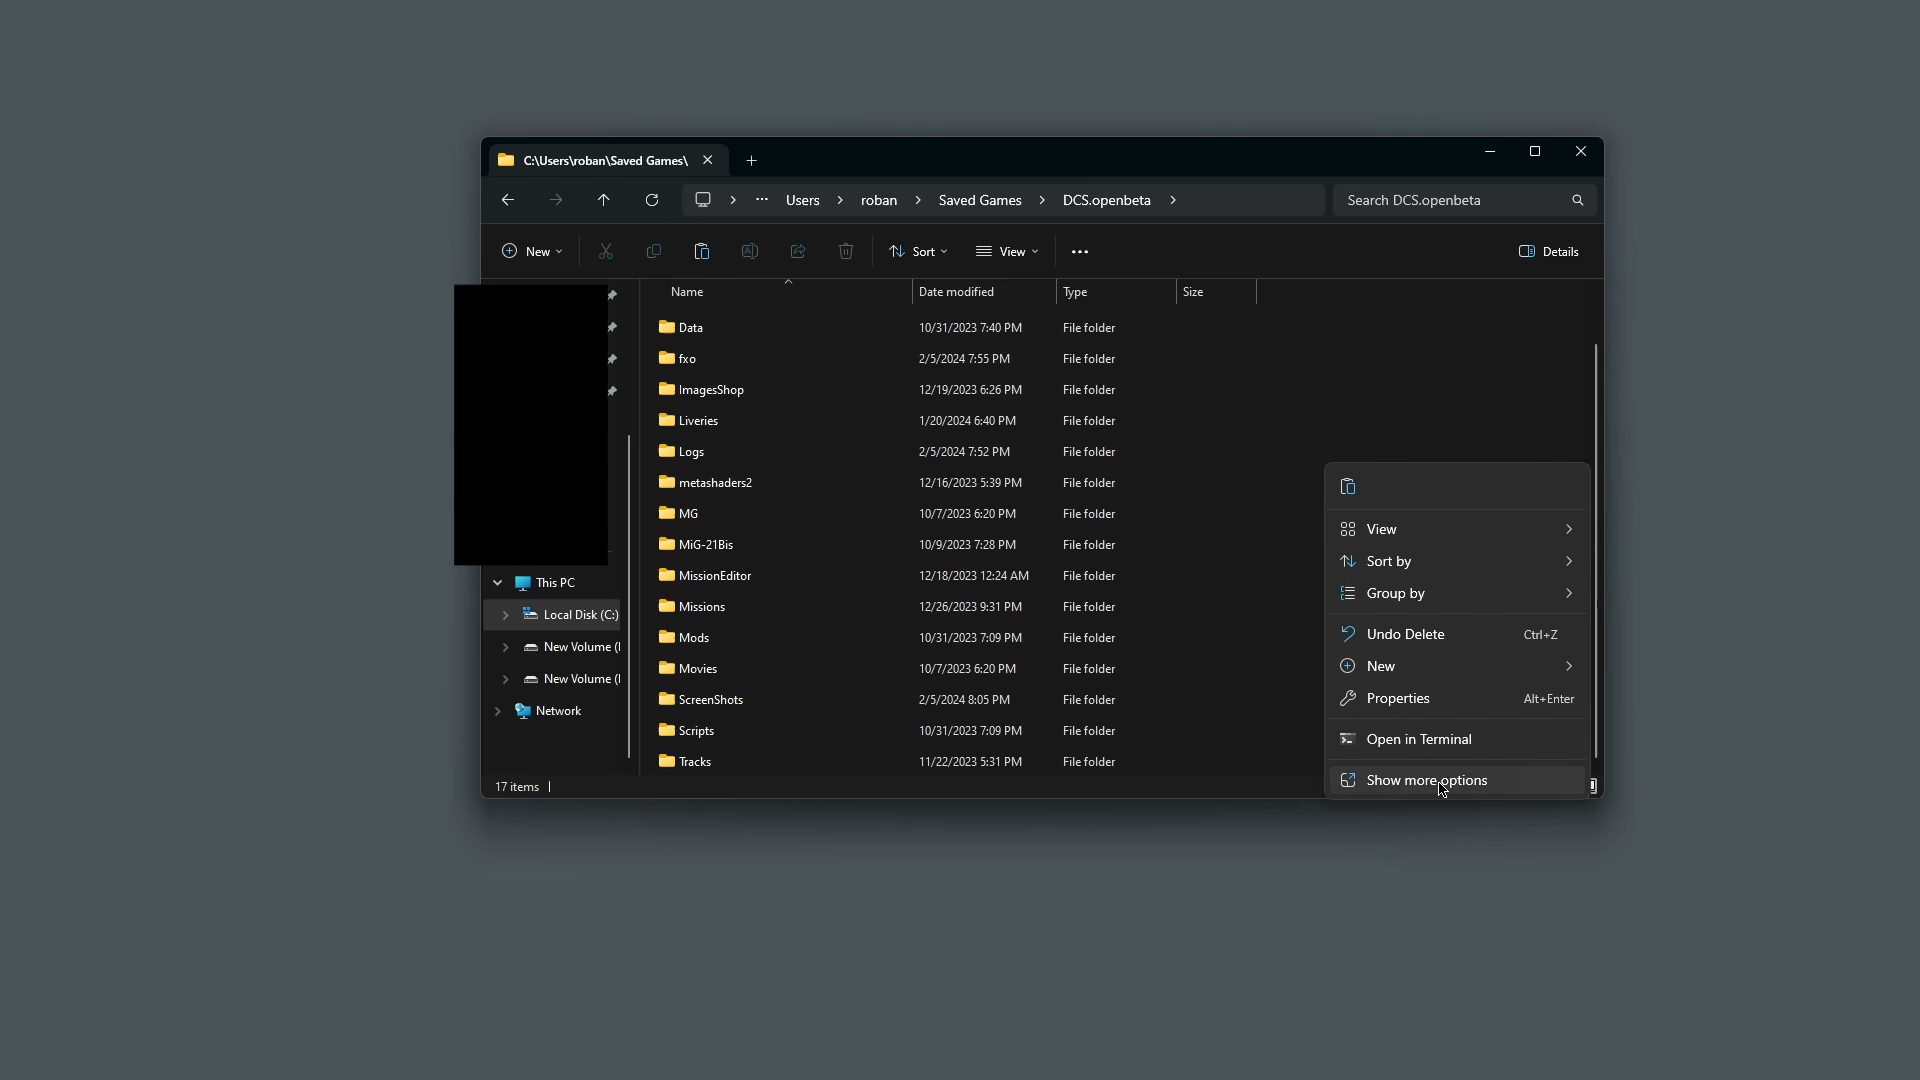 C:\Users\roban\Saved Games\
Users
roban
Saved Games
DCS.openbeta
Search DCS.openbeta
New
Sort
View
Details
Name
Date modified
Type
Size
Data 10/31/2023 7:40 PM File folder
fxo 2/5/2024 7:55 PM File folder
ImagesShop 12/19/2023 6:26 PM File folder
Liveries 1/20/2024 6:40 PM File folder
Logs 2/5/2024 7:52 PM File folder
metashaders2 12/16/2023 5:39 PM File folder
MG 10/7/2023 6:20 PM File folder
MiG-21Bis 10/9/2023 7:28 PM File folder
MissionEditor 12/18/2023 12:24 AM File folder
Missions 12/26/2023 9:31 PM File folder
Mods 10/31/2023 7:09 PM File folder
Movies 10/7/2023 6:20 PM File folder
ScreenShots 2/5/2024 8:05 PM File folder
Scripts 10/31/2023 7:09 PM File folder
Tracks 11/22/2023 5:31 PM File folder
This PC
Local Disk (C:)
New Volume (
New Volume (
Network
17 items
View
Sort by
Group by
Undo Delete Ctrl+Z
New
Properties Alt+Enter
Open in Terminal
Show more options